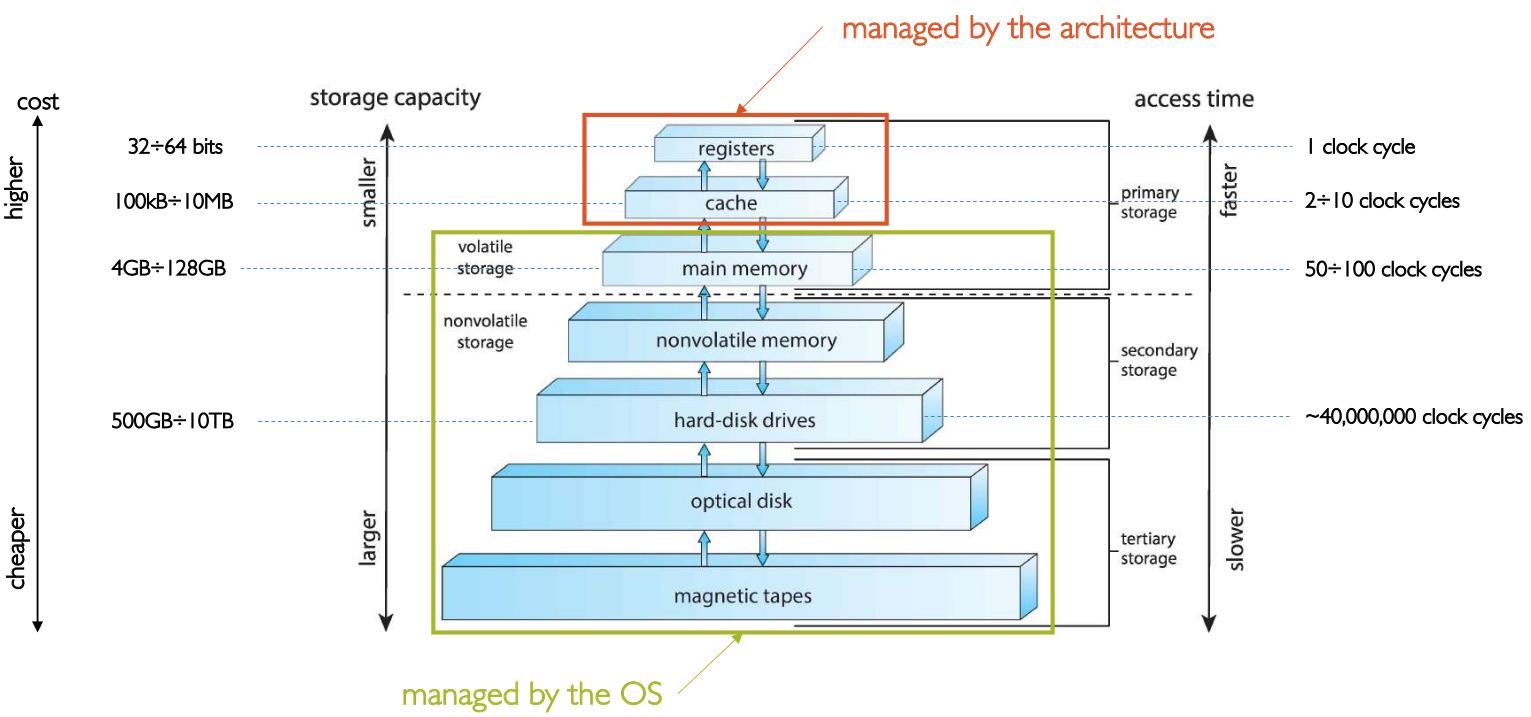 managed by the architecture
cost
storage capacity
access time
higher
smaller
faster
32÷64 bits
registers
1 clock cycle
100kB÷10MB
cache
primary
storage
2÷10 clock cycles
volatile
storage
4GB÷128GB
main memory
50÷100 clock cycles
nonvolatile
storage
nonvolatile memory
secondary
storage
500GB÷10TB
hard-disk drives
~40,000,000 clock cycles
optical disk
cheaper
larger
slower
tertiary
storage
magnetic tapes
managed by the OS